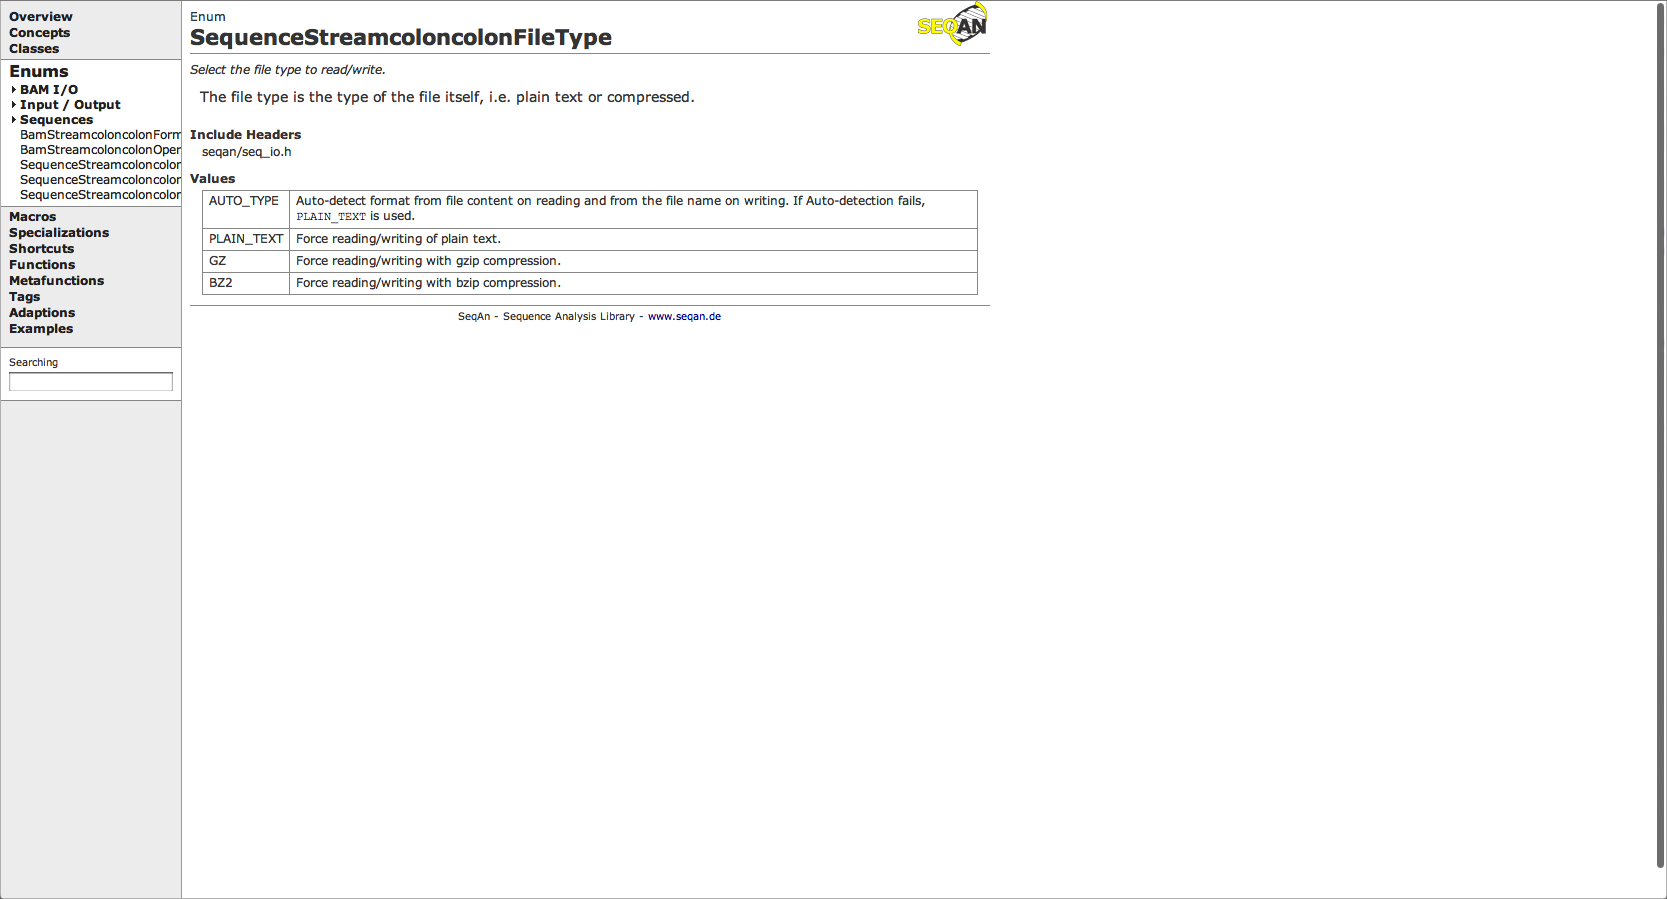 Overview
Concepts
Classes
Enums
BAM I/O
Input / Output
Sequences
BamStreamcoloncolonForm
BamStreamcoloncolonOper
SequenceStreamcoloncolor
SequenceStreamcoloncolor
SequenceStreamcoloncolor
Macros
Specializations
Shortcuts
Functions
Metafunctions
Tags
Adaptions
Examples
Searching
Enum
SequenceStreamcoloncolonFileType
SEQAN
Select the file type to read/write.
The file type is the type of the file itself, i.e. plain text or compressed.
Include Headers
seqan/seq_io.h
Values
AUTO_TYPE Auto-detect format from file content on reading and from the file name on writing. If Auto-detection fails,
PLAIN_TEXT is used.
PLAIN_TEXT Force reading/writing of plain text.
GZ Force reading/writing with gzip compression.
BZ2 Force reading/writing with bzip compression.
SeqAn - Sequence Analysis Library - www.seqan.de